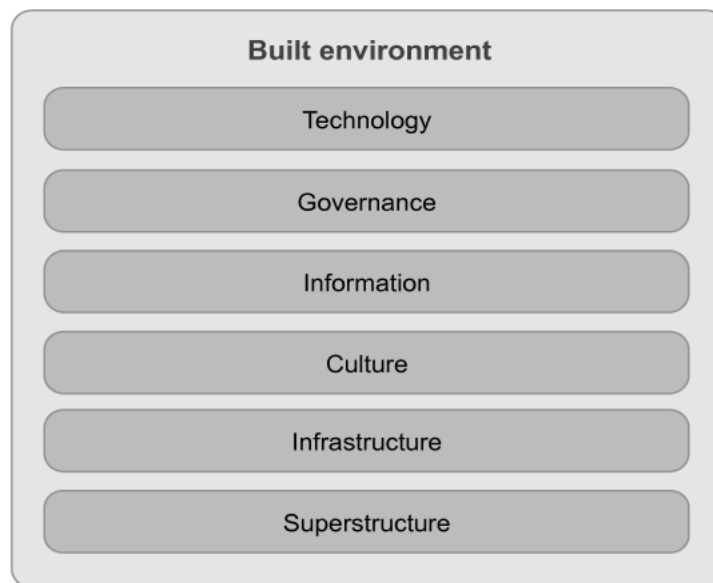 Built environment
Technology
Governance
Information
Culture
Infrastructure
Superstructure